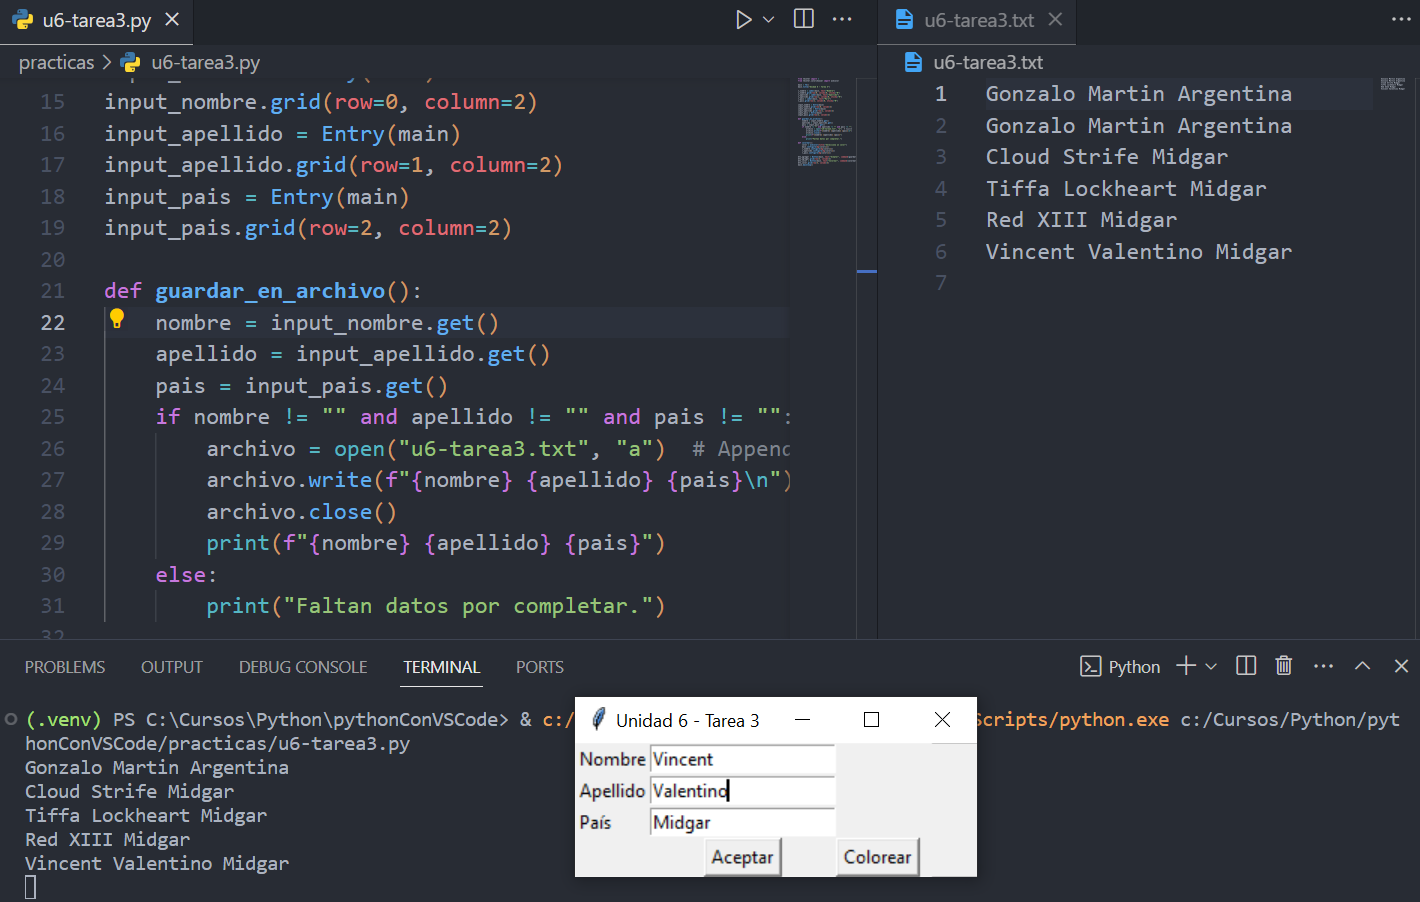 u6-tarea3.py
practicas > u6-tarea3.py
15 input_nombre.grid(row=0, column=2)
16 input_apellido = Entry(main)
17 input_apellido.grid(row=1, column=2)
18 input_pais = Entry(main)
19 input_pais.grid(row=2, column=2)
20
21 def guardar_en_archivo():
22 nombre = input_nombre.get()
23 apellido = input_apellido.get()
24 pais = input_pais.get()
25 if nombre != "" and apellido != "" and pais != "":
26 archivo = open("u6-tarea3.txt", "a")  # Append
27 archivo.write(f"{nombre} {apellido} {pais}\n")
28 archivo.close()
29 print(f"{nombre} {apellido} {pais}")
30 else:
31 print("Faltan datos por completar.")
32
u6-tarea3.txt
u6-tarea3.txt
1 Gonzalo Martin Argentina
2 Gonzalo Martin Argentina
3 Cloud Strife Midgar
4 Tiffa Lockheart Midgar
5 Red XIII Midgar
6 Vincent Valentino Midgar
7
PROBLEMS OUTPUT DEBUG CONSOLE TERMINAL PORTS
Python
(.venv) PS C:\Cursos\Python\pythonConVSCode> & c:/ Scripts/python.exe c:/Cursos/Python/pyt
honConVSCode/practicas/u6-tarea3.py
Gonzalo Martin Argentina
Cloud Strife Midgar
Tiffa Lockheart Midgar
Red XIII Midgar
Vincent Valentino Midgar
Unidad 6 - Tarea 3
Nombre Vincent
Apellido Valentino
País Midgar
Aceptar Colorear